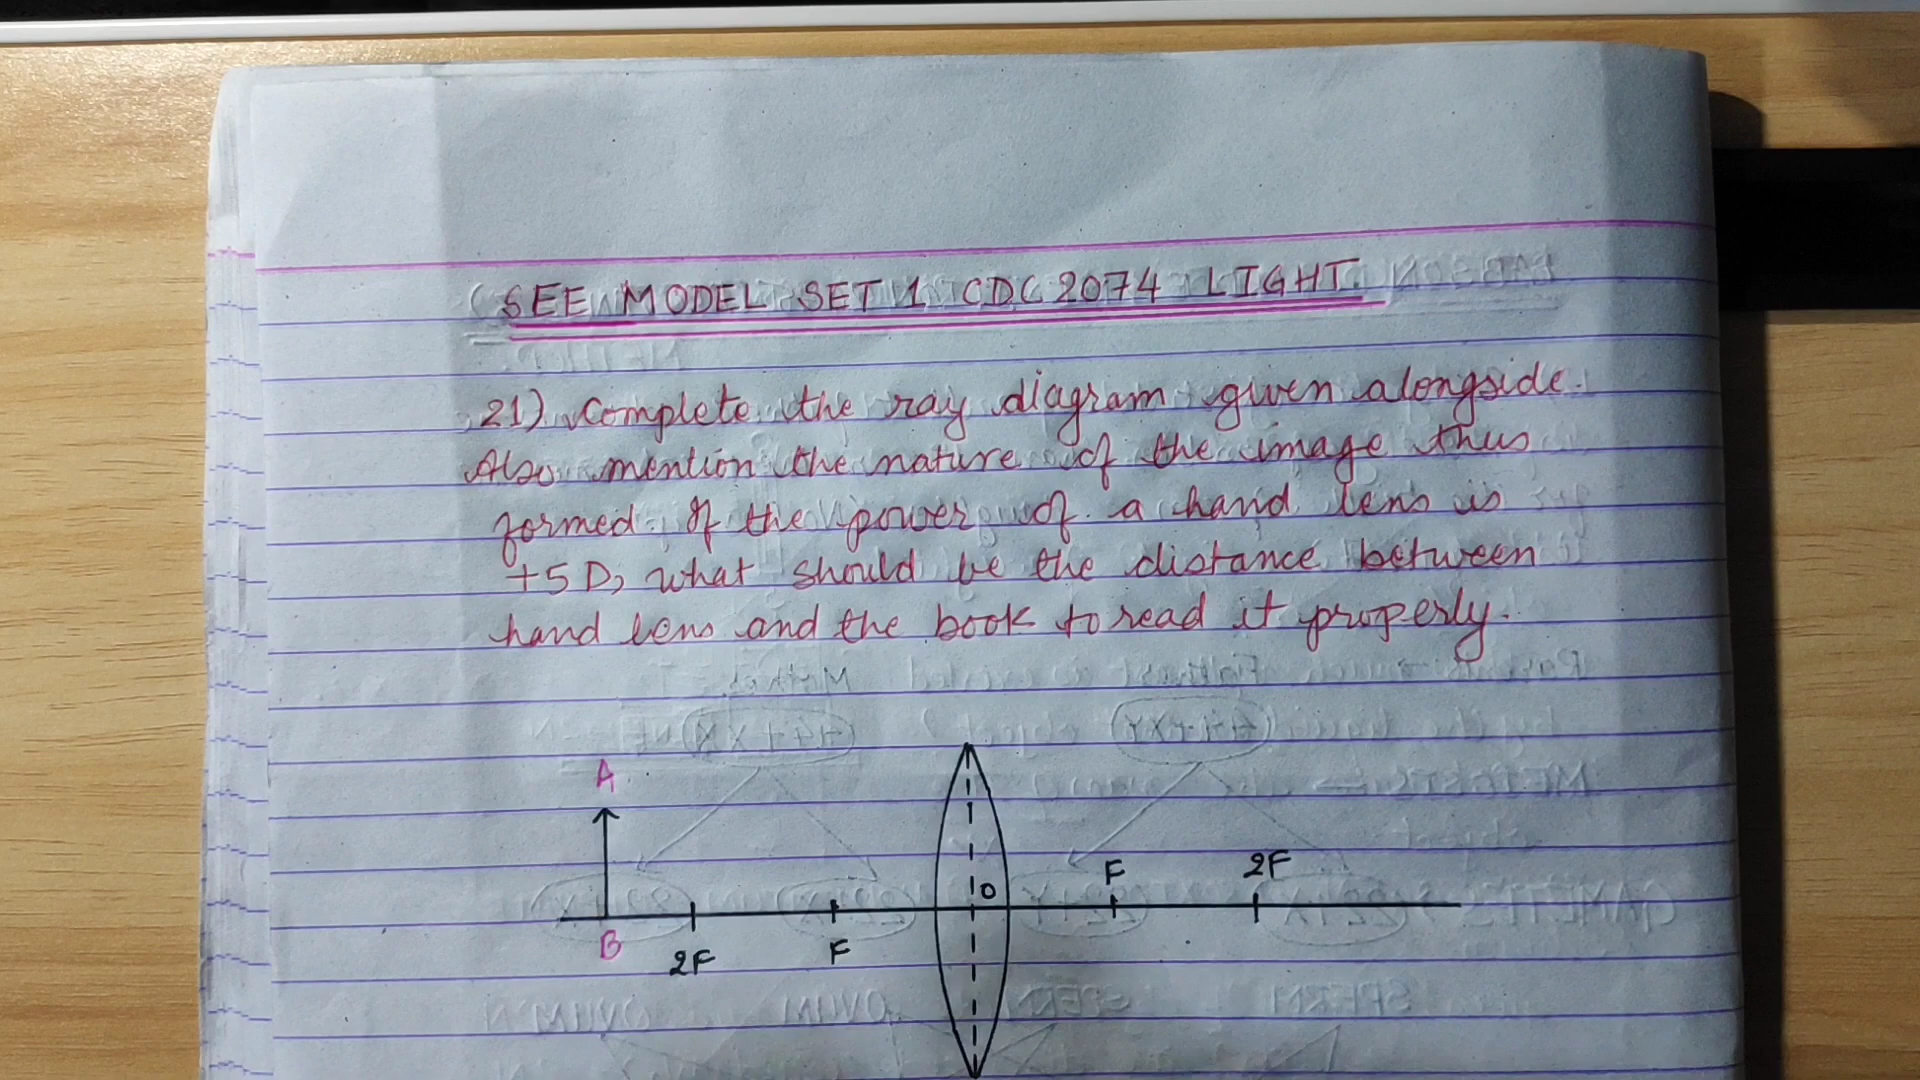 SEE MODEL SET 1 CDC 2074 LIGHT
21) Complete the ray diagram given alongside.
Also mention the nature of the image thus
formed. If the power of a hand lens is
+5 D, what should be the distance between
hand lens and the book to read it properly.
A
F
2F
O
B
2F
F